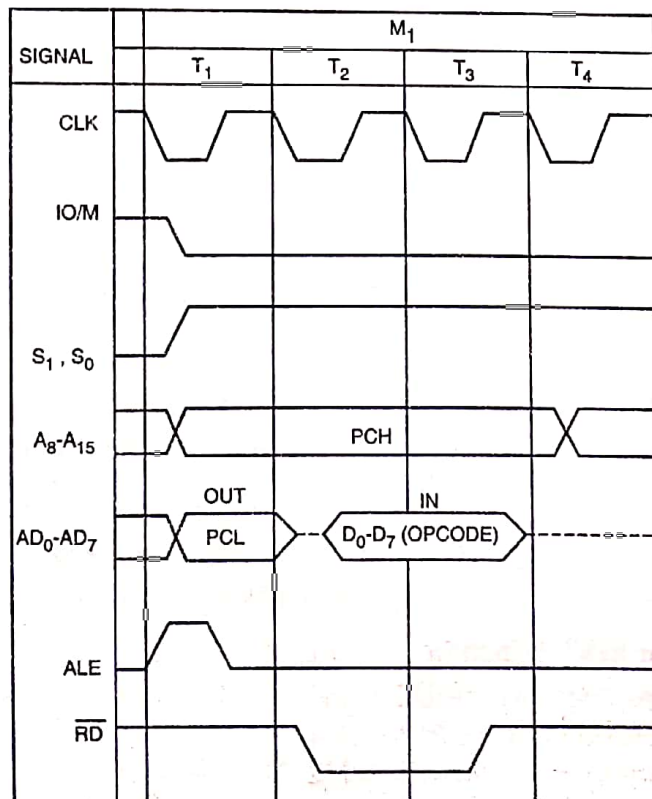 M₁
SIGNAL
T₁ T₂ T₃ T₄
CLK
IO/M
S₁ , S₀
A₈-A₁₅
PCH
OUT
IN
AD₀-AD₇
PCL
D₀-D₇ (OPCODE)
ALE
R̅D̅